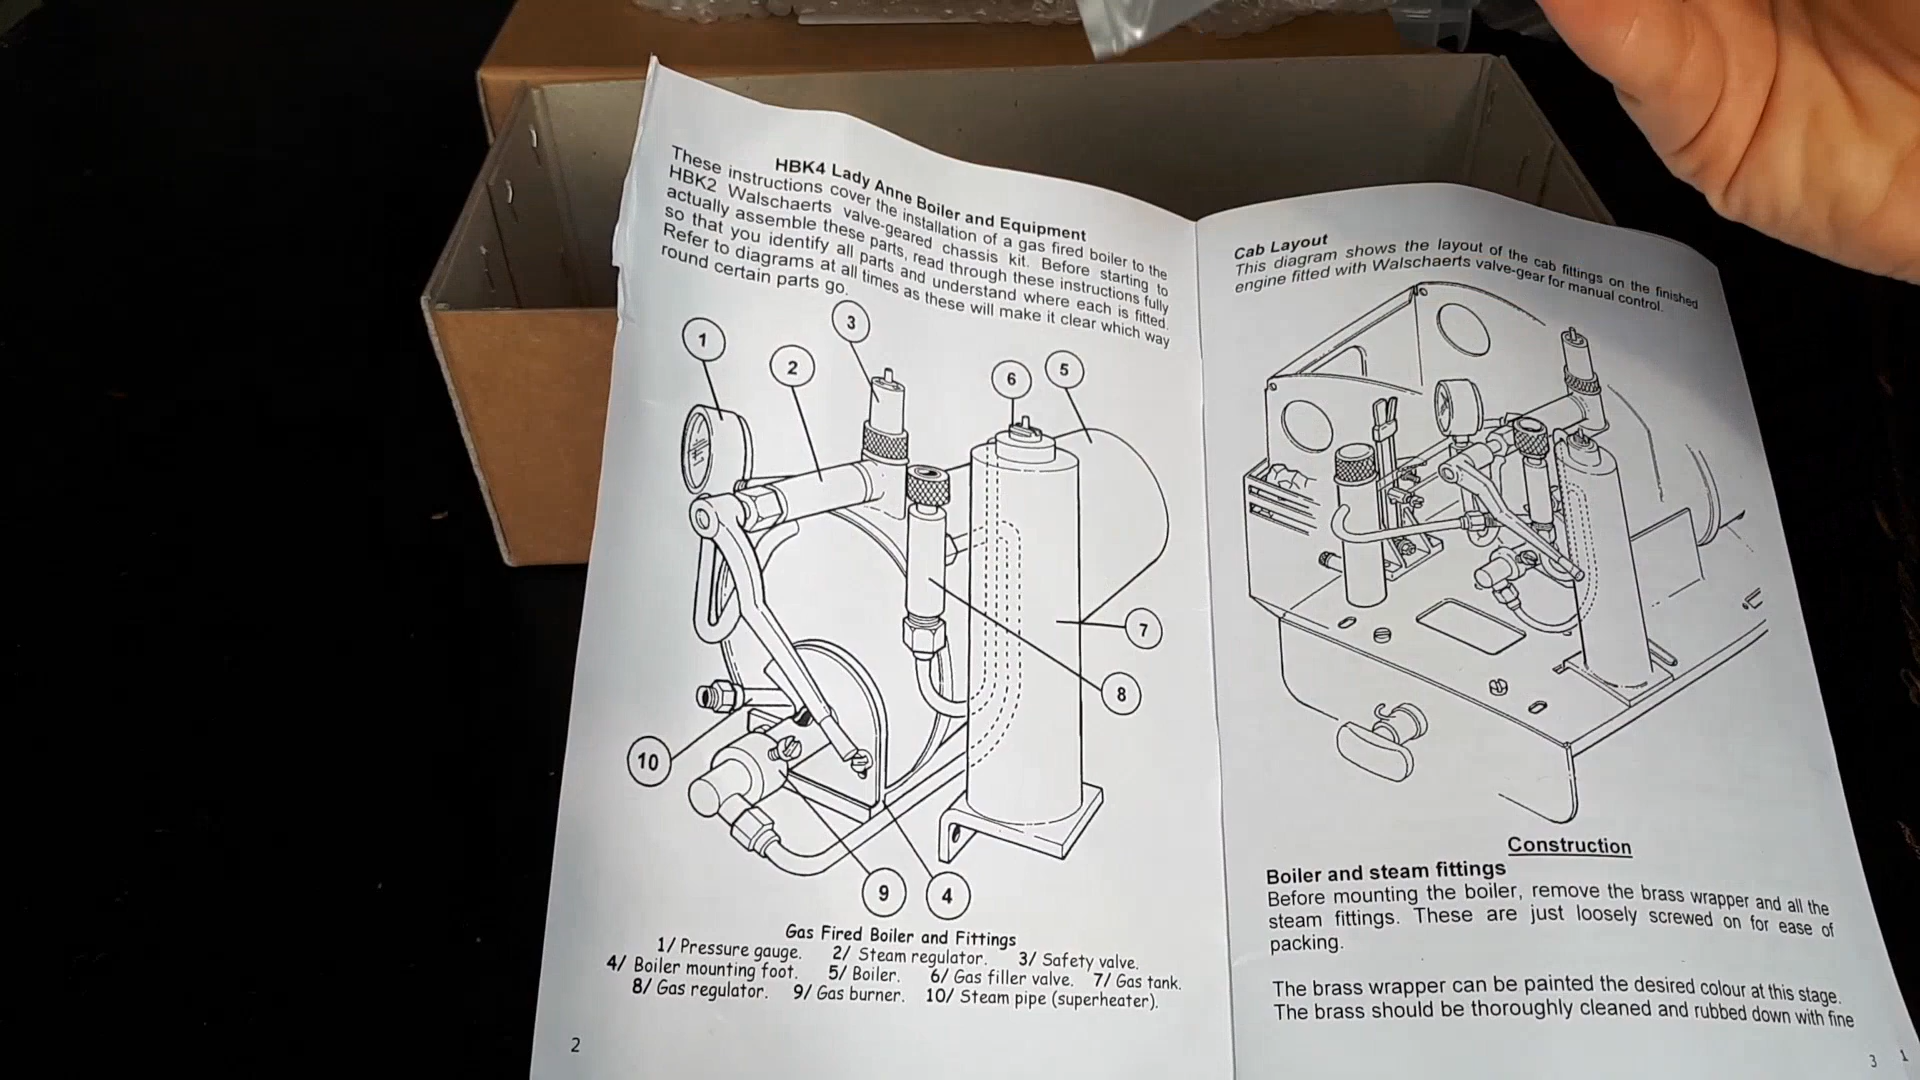 HBK4 Lady Anne Boiler and Equipment
These instructions cover the installation of a gas fired boiler to the
HBK2 Walschaerts valve-geared chassis kit. Before starting to
actually assemble these parts, read through these instructions fully
so that you identify all parts and understand where each is fitted.
Refer to diagrams at all times as these will make it clear which way
round certain parts go.
1
2
3
6
5
7
8
10
9
4
Gas Fired Boiler and Fittings
1/ Pressure gauge. 2/ Steam regulator. 3/ Safety valve.
4/ Boiler mounting foot. 5/ Boiler. 6/ Gas filler valve. 7/ Gas tank.
8/ Gas regulator. 9/ Gas burner. 10/ Steam pipe (superheater).
2
Cab Layout
This diagram shows the layout of the cab fittings on the finished
engine fitted with Walschaerts valve-gear for manual control.
Construction
Boiler and steam fittings
Before mounting the boiler, remove the brass wrapper and all the
steam fittings. These are just loosely screwed on for ease of
packing.
The brass wrapper can be painted the desired colour at this stage.
The brass should be thoroughly cleaned and rubbed down with fine
3
1